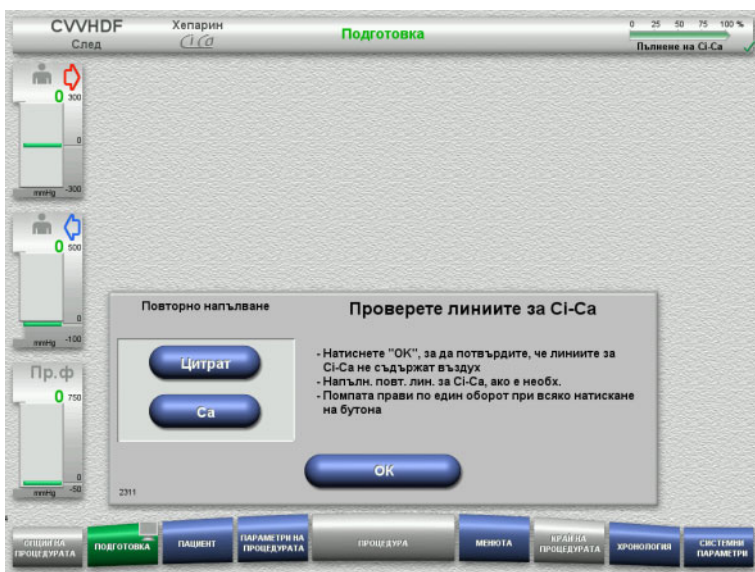 CVVHDF
След
Хепарин
Ci Ca
Подготовка
0 25 50 75 100 %
Пълнене на Ci-Ca
0
300
0
-300
mmHg
0
500
0
-100
mmHg
Пр.ф
0
750
0
-50
mmHg
Повторно напълване
Цитрат
Ca
Проверете линиите за Ci-Ca
- Натиснете "ОК", за да потвърдите, че линиите за
Ci-Ca не съдържат въздух
- Напълн. повт. лин. за Ci-Ca, ако е необх.
- Помпата прави по един оборот при всяко натискане
на бутона
ОК
2311
ОПЦИИ НА
ПРОЦЕДУРАТА
ПОДГОТОВКА
ПАЦИЕНТ
ПАРАМЕТРИ НА
ПРОЦЕДУРАТА
ПРОЦЕДУРА
МЕНЮТА
КРАЙ НА
ПРОЦЕДУРАТА
ХРОНОЛОГИЯ
СИСТЕМНИ
ПАРАМЕТРИ